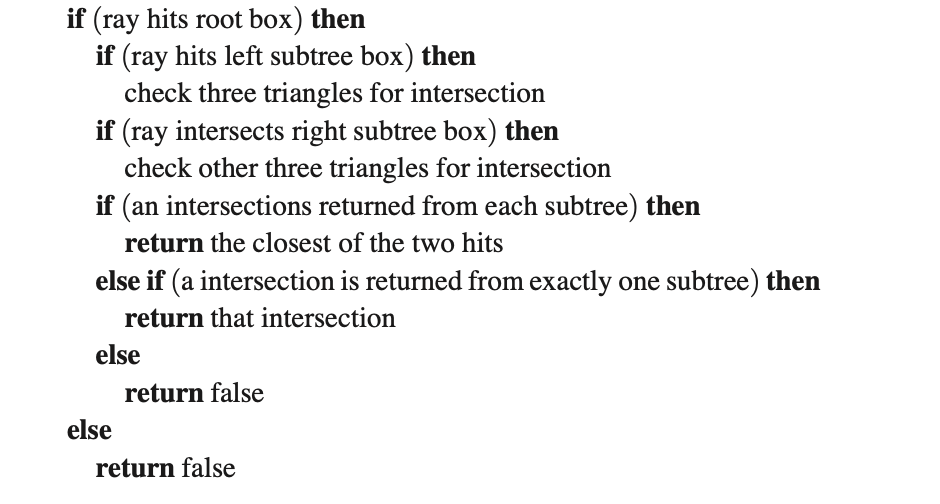 if (ray hits root box) then
if (ray hits left subtree box) then
check three triangles for intersection
if (ray intersects right subtree box) then
check other three triangles for intersection
if (an intersections returned from each subtree) then
return the closest of the two hits
else if (a intersection is returned from exactly one subtree) then
return that intersection
else
return false
else
return false